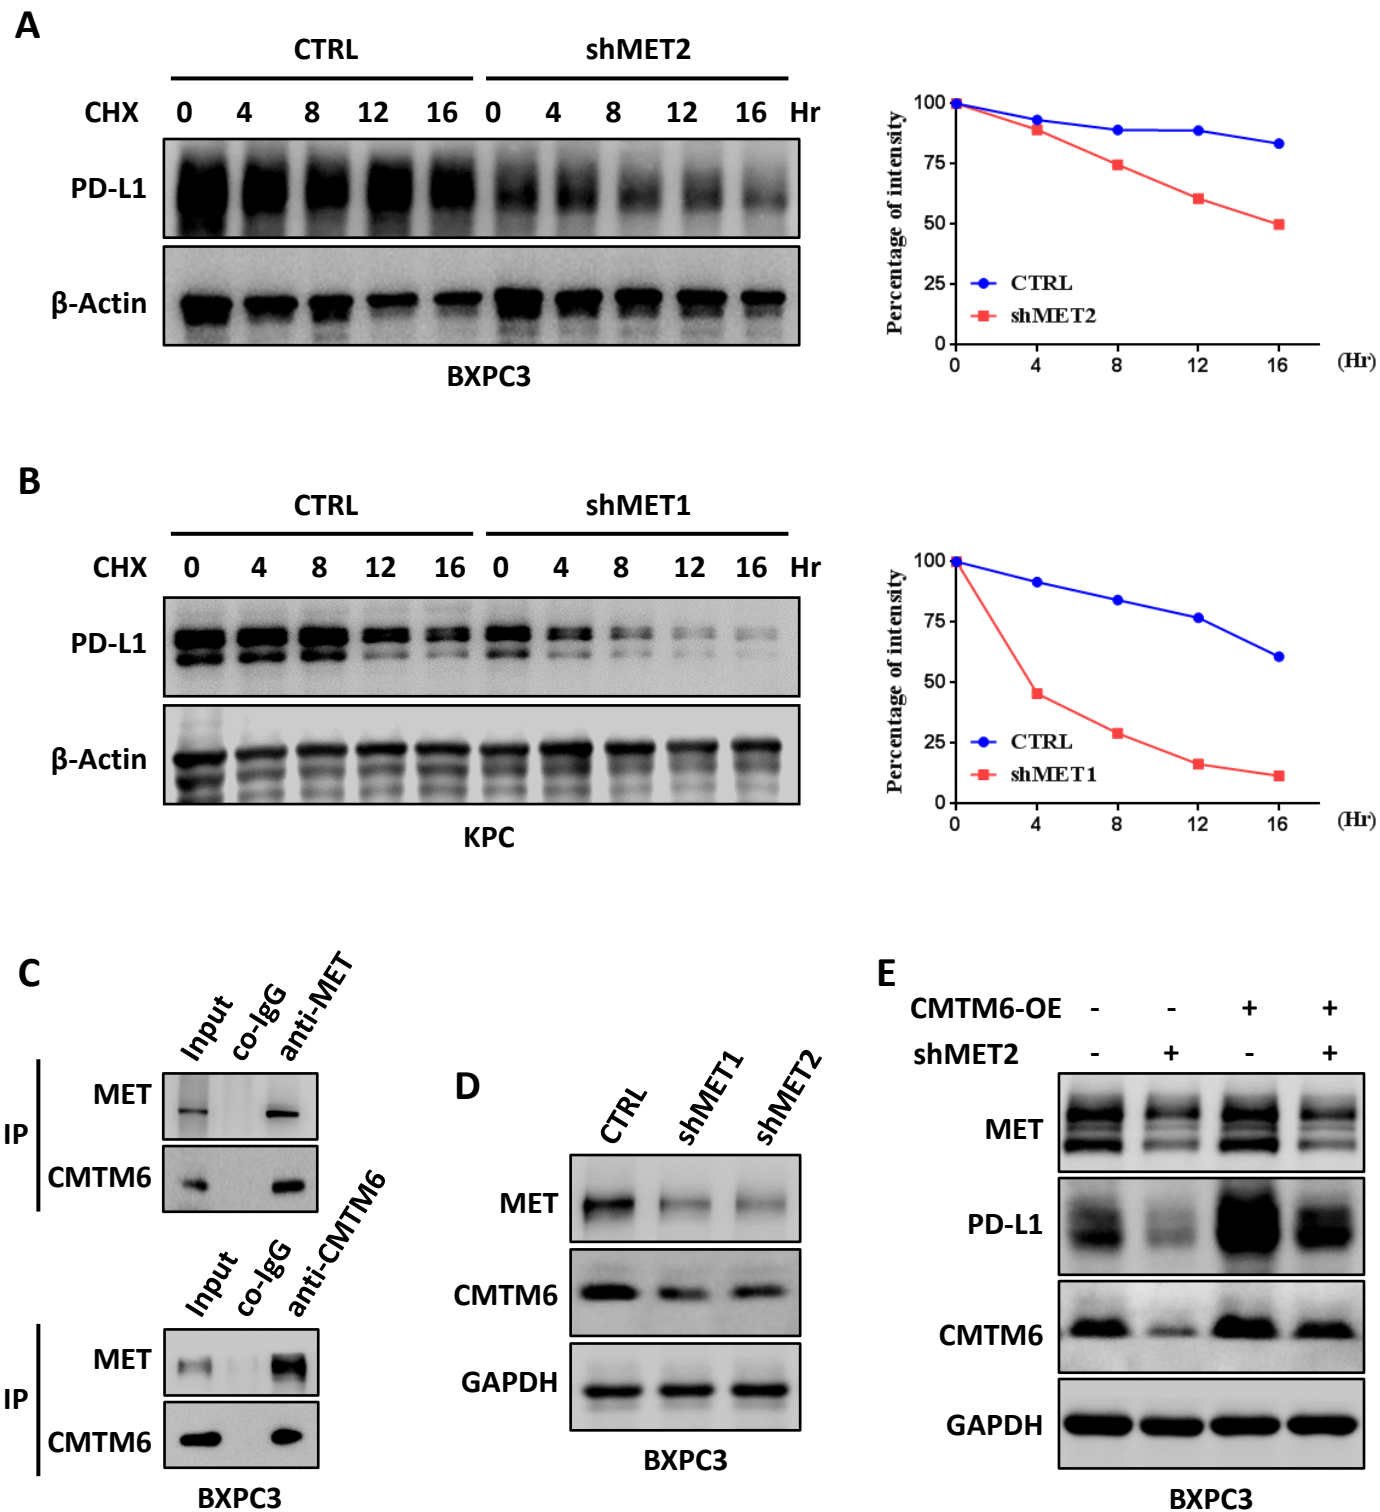 A
CTRL shMET2
CHX 0 4 8 12 16 0 4 8 12 16 Hr
PD-L1
β-Actin
BXPC3
Percentage of intensity
100
75
50
25
0
CTRL
shMET2
0 4 8 12 16 (Hr)
B
CTRL shMET1
CHX 0 4 8 12 16 0 4 8 12 16 Hr
PD-L1
β-Actin
KPC
Percentage of intensity
100
75
50
25
0
CTRL
shMET1
0 4 8 12 16 (Hr)
C
Input co-IgG anti-MET
IP
MET
CMTM6
Input co-IgG anti-CMTM6
IP
MET
CMTM6
BXPC3
D
CTRL shMET1 shMET2
MET
CMTM6
GAPDH
BXPC3
E
CMTM6-OE - - + +
shMET2 - + - +
MET
PD-L1
CMTM6
GAPDH
BXPC3